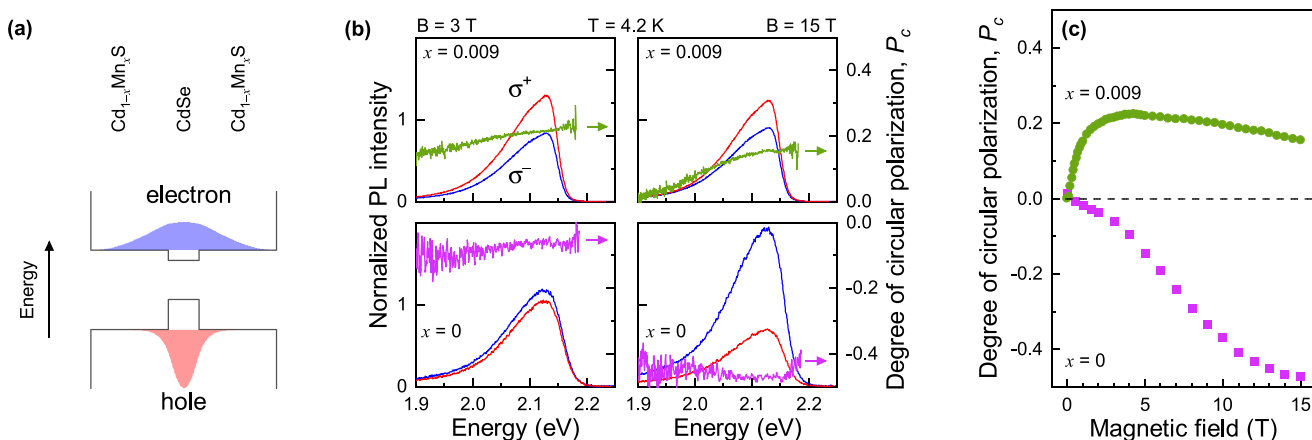 (a)
Cd1−xMnxS
CdSe
Cd1−xMnxS
electron
Energy
hole
(b)
B = 3 T
T = 4.2 K
B = 15 T
x = 0.009
σ+
σ−
x = 0.009
x = 0
x = 0
Nornalized PL intensity
1
0
1
0
1.9
2.0
2.1
2.2
1.9
2.0
2.1
2.2
Energy (eV)
Energy (eV)
0.4
0.2
0.0
0.0
-0.2
-0.4
Degree of circular polarization, Pc
(c)
Degree of circular polarization, Pc
0.4
0.2
0.0
-0.2
-0.4
x = 0.009
x = 0
0
5
10
15
Magnetic field (T)